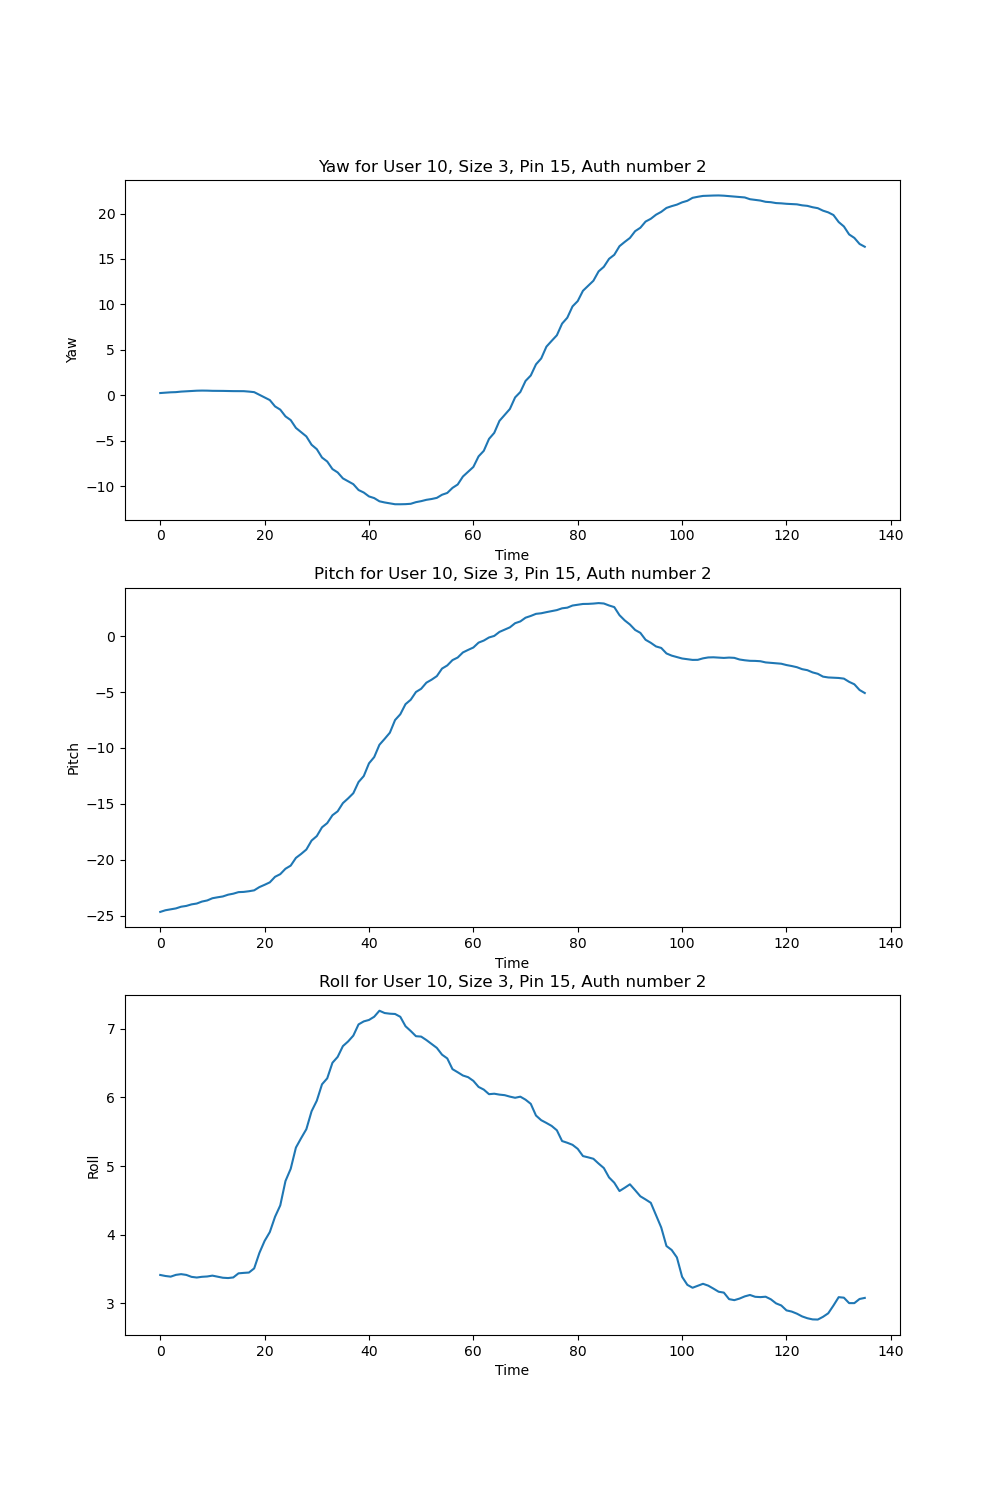 Yaw for User 10, Size 3, Pin 15, Auth number 2
20
15
10
5
0
−5
−10
Yaw
0 20 40 60 80 100 120 140
Time
Pitch for User 10, Size 3, Pin 15, Auth number 2
0
−5
−10
−15
−20
−25
Pitch
0 20 40 60 80 100 120 140
Time
Roll for User 10, Size 3, Pin 15, Auth number 2
7
6
5
4
3
Roll
0 20 40 60 80 100 120 140
Time